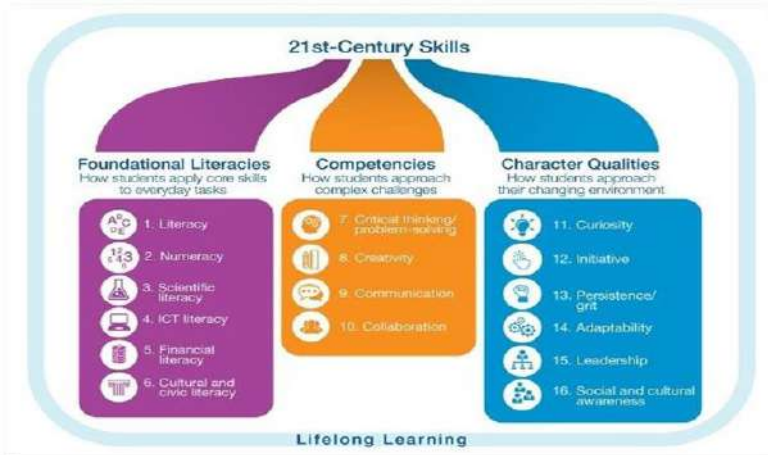 21st-Century Skills
Foundational Literacies
How students apply core skills
to everyday tasks
1. Literacy
2. Numeracy
3. Scientific
literacy
4. ICT literacy
5. Financial
literacy
6. Cultural and
civic literacy
Competencies
How students approach
complex challenges
7. Critical thinking/
problem-solving
8. Creativity
9. Communication
10. Collaboration
Character Qualities
How students approach
their changing environment
11. Curiosity
12. Initiative
13. Persistence/
grit
14. Adaptability
15. Leadership
16. Social and cultural
awareness
Lifelong Learning